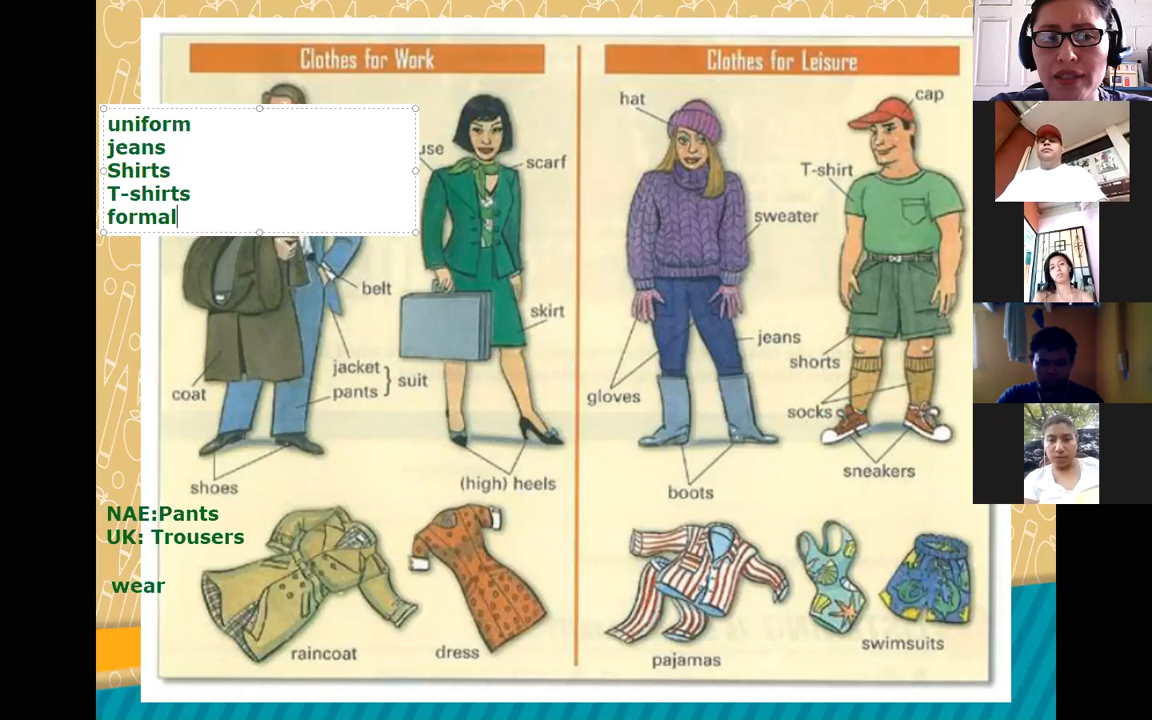 Clothes for Work
Clothes for Leisure
uniform
jeans
Shirts
T-shirts
formal
scarf
belt
skirt
jacket
pants
suit
coat
shoes
(high) heels
hat
cap
T-shirt
sweater
jeans
shorts
gloves
socks
sneakers
boots
NAE:Pants
UK: Trousers
wear
raincoat
dress
pajamas
swimsuits